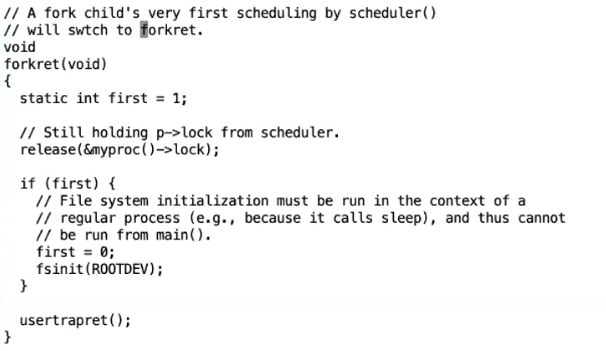 // A fork child's very first scheduling by scheduler()
// will swtch to forkret.
void
forkret(void)
{
  static int first = 1;

  // Still holding p->lock from scheduler.
  release(&myproc()->lock);

  if (first) {
    // File system initialization must be run in the context of a
    // regular process (e.g., because it calls sleep), and thus cannot
    // be run from main().
    first = 0;
    fsinit(ROOTDEV);
  }

  usertrapret();
}